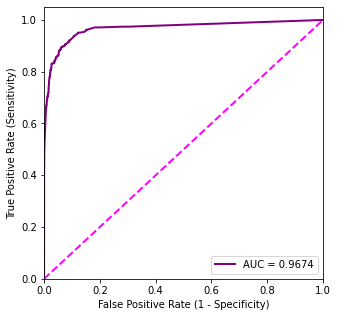 1.0
0.8
0.6
0.4
0.2
0.0
True Positive Rate (Sensitivity)
AUC = 0.9674
0.0 0.2 0.4 0.6 0.8 1.0
False Positive Rate (1 - Specificity)